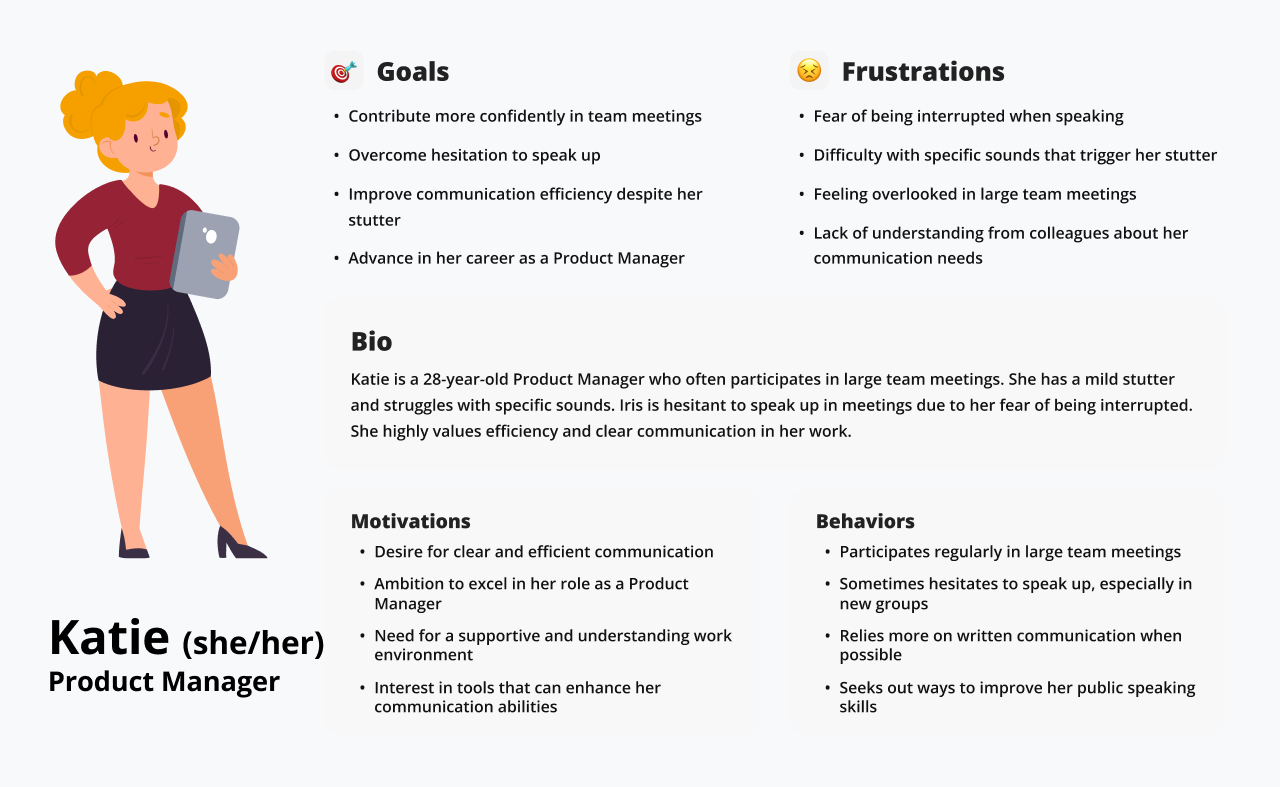 Goals
• Contribute more confidently in team meetings
• Overcome hesitation to speak up
• Improve communication efficiency despite her
stutter
• Advance in her career as a Product Manager
Frustrations
• Fear of being interrupted when speaking
• Difficulty with specific sounds that trigger her stutter
• Feeling overlooked in large team meetings
• Lack of understanding from colleagues about her
communication needs
Bio
Katie is a 28-year-old Product Manager who often participates in large team meetings. She has a mild stutter
and struggles with specific sounds. Iris is hesitant to speak up in meetings due to her fear of being interrupted.
She highly values efficiency and clear communication in her work.
Katie (she/her)
Product Manager
Motivations
• Desire for clear and efficient communication
• Ambition to excel in her role as a Product
Manager
• Need for a supportive and understanding work
environment
• Interest in tools that can enhance her
communication abilities
Behaviors
• Participates regularly in large team meetings
• Sometimes hesitates to speak up, especially in
new groups
• Relies more on written communication when
possible
• Seeks out ways to improve her public speaking
skills